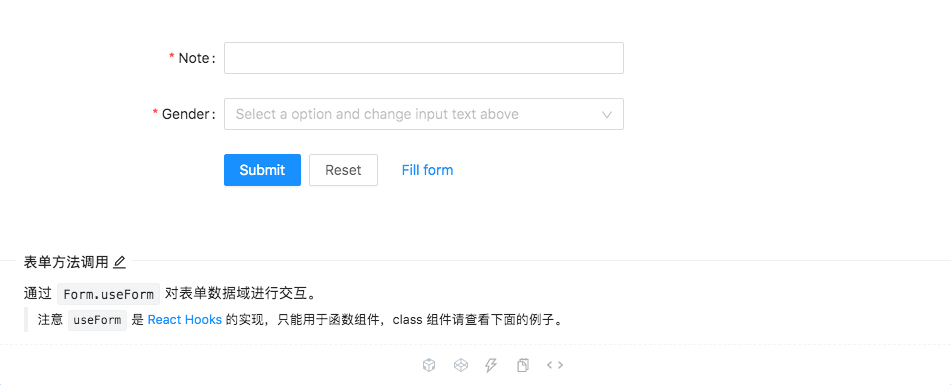 * Note:
* Gender: Select a option and change input text above
Submit Reset Fill form
表单方法调用
通过 Form.useForm 对表单数据域进行交互。
注意 useForm 是 React Hooks 的实现，只能用于函数组件，class 组件请查看下面的例子。